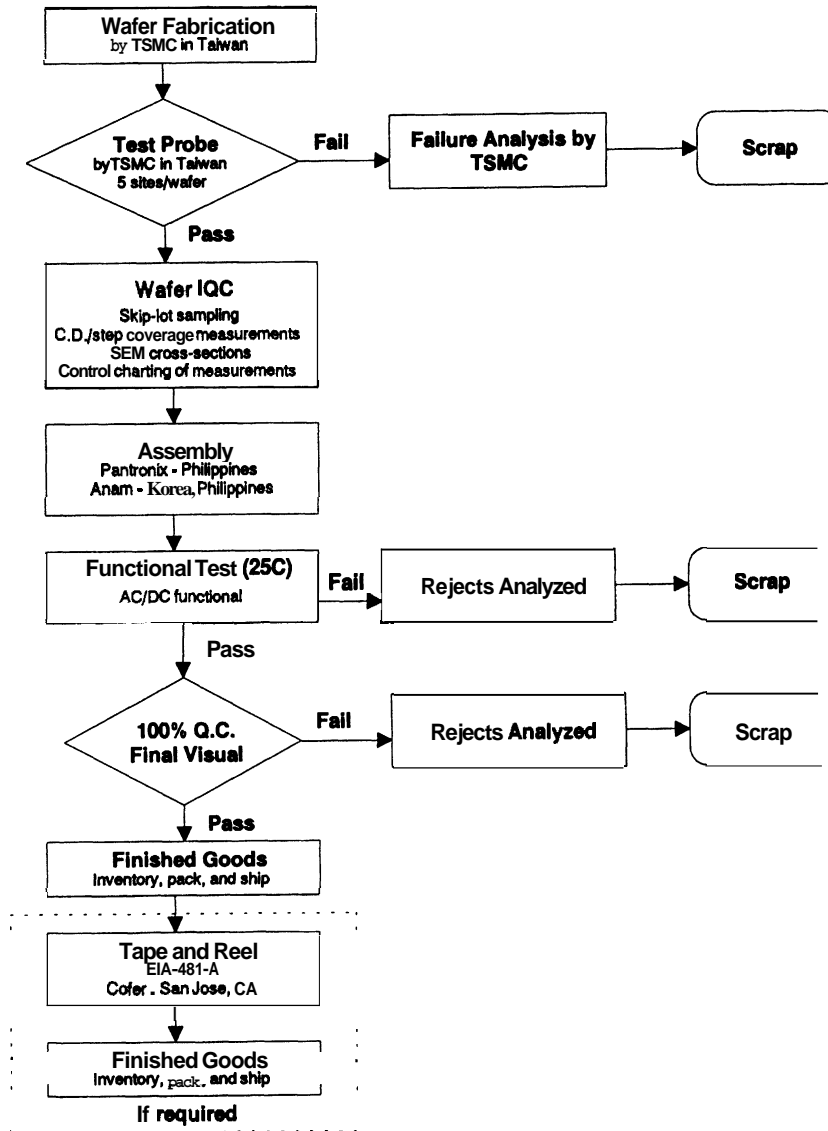 Wafer Fabrication
by TSMC in Taiwan
Test Probe
by TSMC in Taiwan
5 sites/wafer
Fail
Failure Analysis by
TSMC
Scrap
Pass
Wafer IQC
Skip-lot sampling
C.D./step coverage measurements
SEM cross-sections
Control charting of measurements
Assembly
Pantronix - Philippines
Anam - Korea, Philippines
Functional Test (25C)
AC/DC functional
Fail
Rejects Analyzed
Scrap
Pass
100% Q.C.
Final Visual
Fail
Rejects Analyzed
Scrap
Pass
Finished Goods
Inventory, pack, and ship
Tape and Reel
EIA-481-A
Cofer . San Jose, CA
Finished Goods
Inventory, pack. and ship
If required